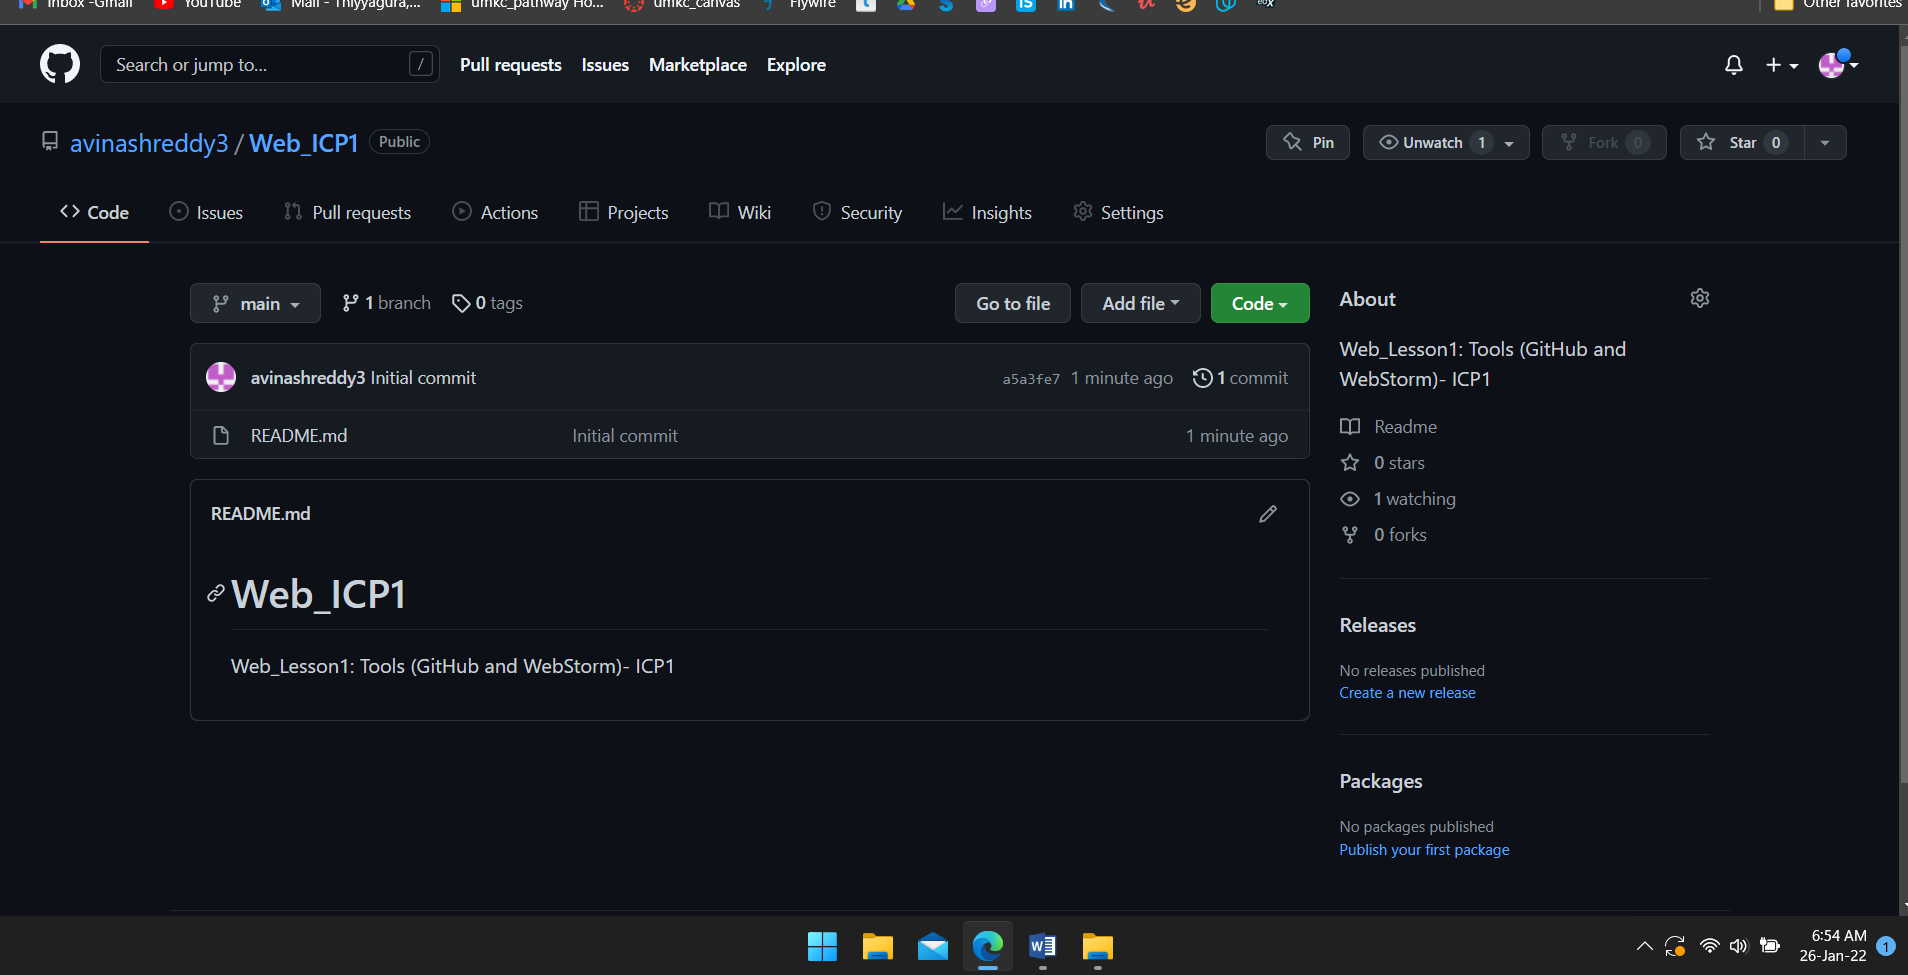 Inbox -Gmail YouTube Mail - Thiyyagura,... umkc_pathway Ho... umkc_canvas Flywire Other favorites
Search or jump to... / Pull requests Issues Marketplace Explore
avinashreddy3 / Web_ICP1 Public Pin Unwatch 1 Fork 0 Star 0
Code Issues Pull requests Actions Projects Wiki Security Insights Settings
main 1 branch 0 tags Go to file Add file Code
avinashreddy3 Initial commit a5a3fe7 1 minute ago 1 commit
README.md Initial commit 1 minute ago
README.md
Web_ICP1
Web_Lesson1: Tools (GitHub and WebStorm)- ICP1
About
Web_Lesson1: Tools (GitHub and
WebStorm)- ICP1
Readme
0 stars
1 watching
0 forks
Releases
No releases published
Create a new release
Packages
No packages published
Publish your first package
6:54 AM
26-Jan-22 1